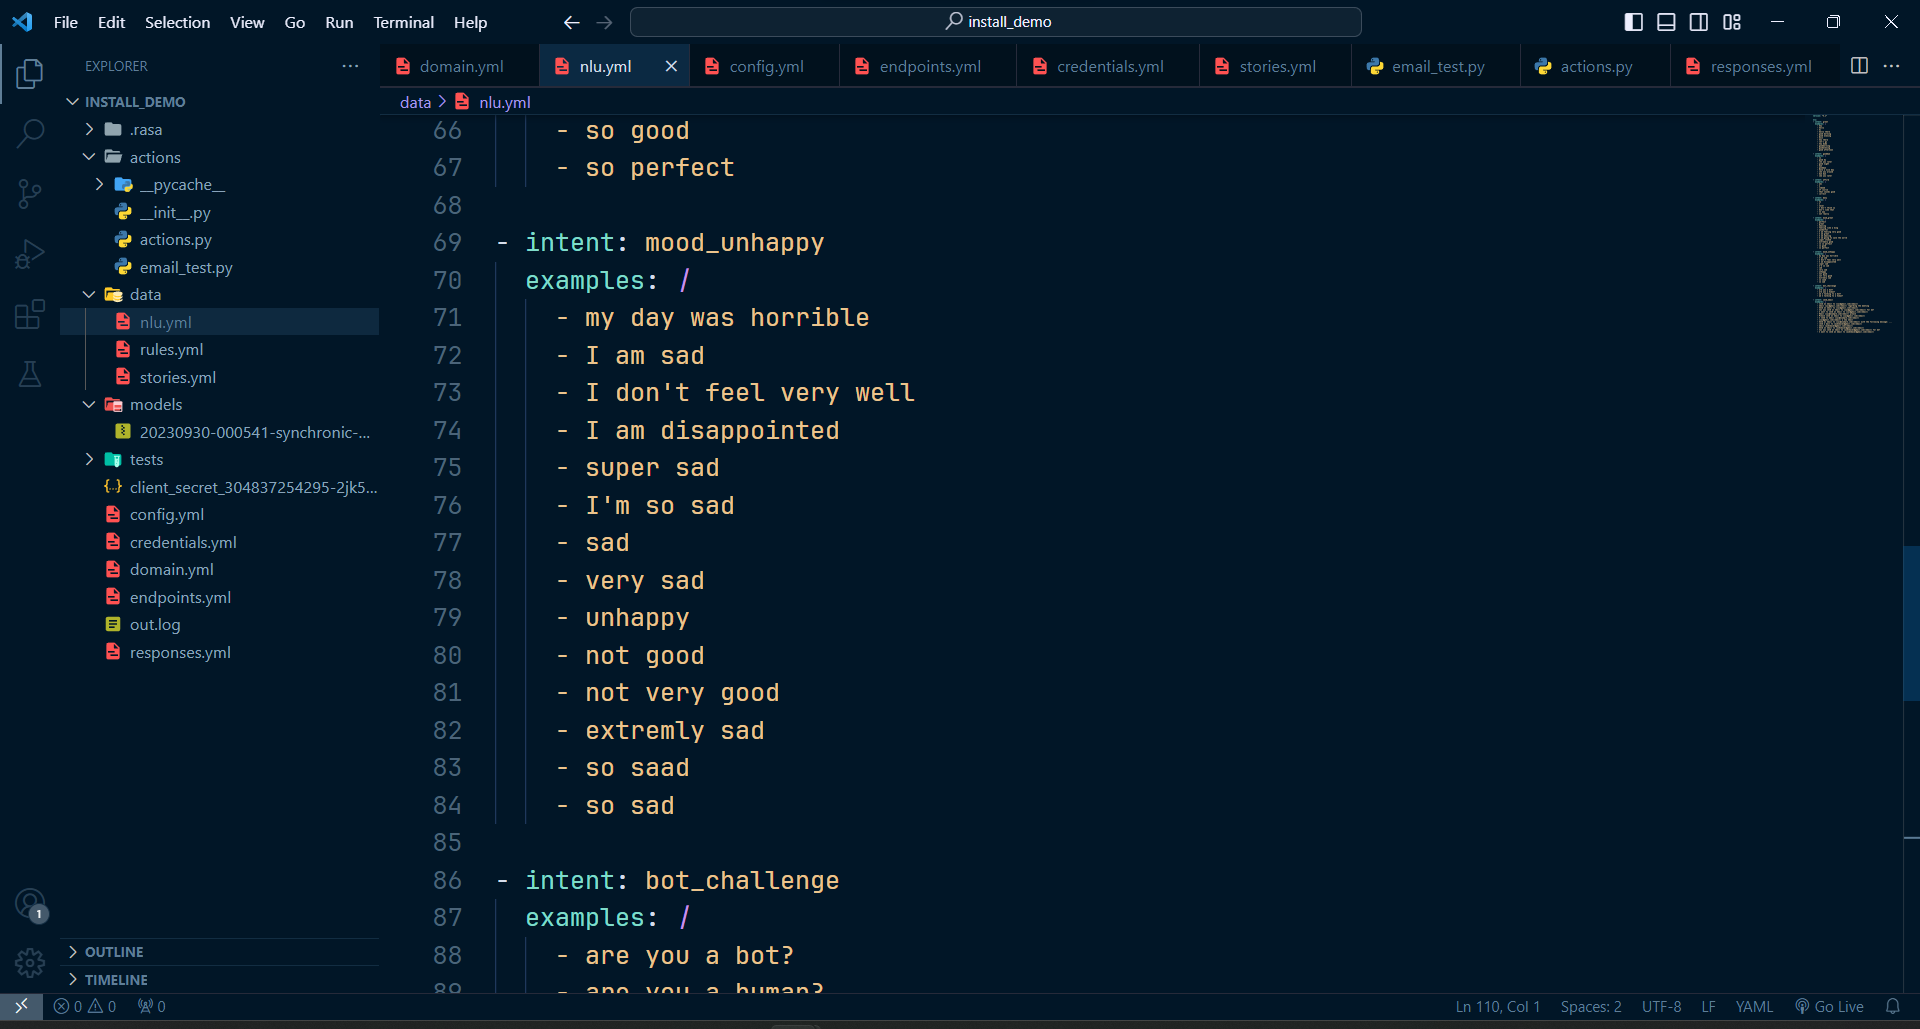 File Edit Selection View Go Run Terminal Help
install_demo
EXPLORER
domain.yml
nlu.yml
config.yml
endpoints.yml
credentials.yml
stories.yml
email_test.py
actions.py
responses.yml
data > nlu.yml
INSTALL_DEMO
.rasa
actions
__pycache__
__init__.py
actions.py
email_test.py
data
nlu.yml
rules.yml
stories.yml
models
20230930-000541-synchronic-...
tests
client_secret_304837254295-2jk5...
config.yml
credentials.yml
domain.yml
endpoints.yml
out.log
responses.yml
OUTLINE
TIMELINE
66 - so good
67 - so perfect
68
69 - intent: mood_unhappy
70 examples: /
71 - my day was horrible
72 - I am sad
73 - I don't feel very well
74 - I am disappointed
75 - super sad
76 - I'm so sad
77 - sad
78 - very sad
79 - unhappy
80 - not good
81 - not very good
82 - extremly sad
83 - so saad
84 - so sad
85
86 - intent: bot_challenge
87 examples: /
88 - are you a bot?
89 - are you a human?
1
0 0 0
Ln 110, Col 1 Spaces: 2 UTF-8 LF YAML Go Live